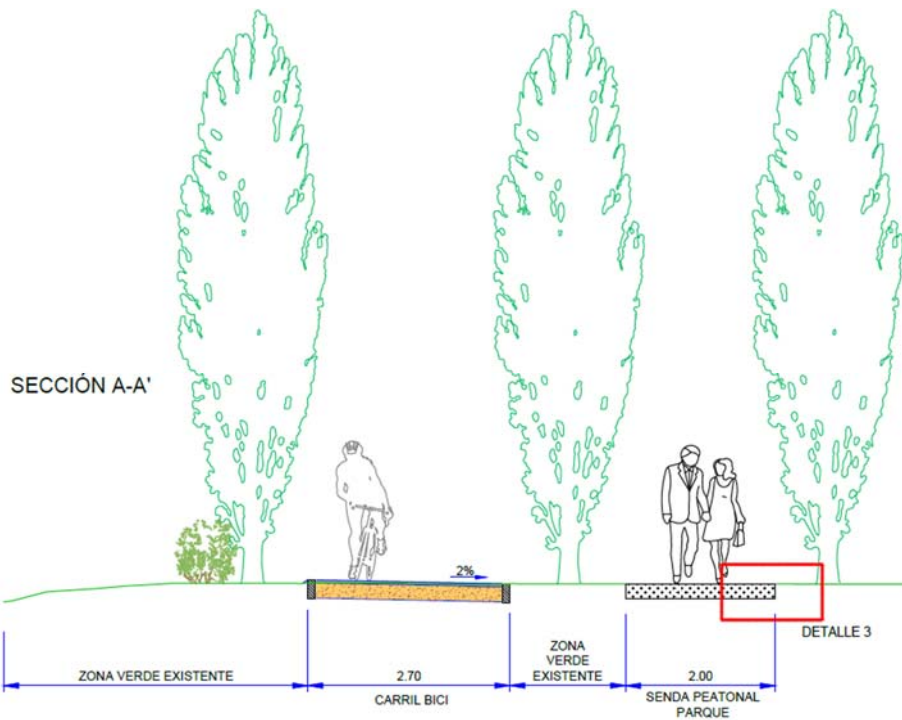 SECCIÓN A-A'
2%
DETALLE 3
ZONA VERDE EXISTENTE
2.70
CARRIL BICI
ZONA
VERDE
EXISTENTE
2.00
SENDA PEATONAL
PARQUE